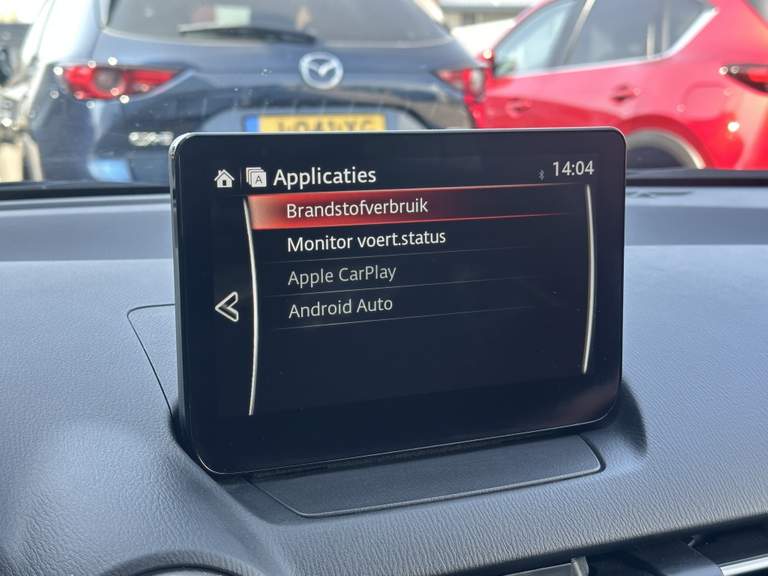 Applicaties
14:04
Brandstofverbruik
Monitor voert.status
Apple CarPlay
Android Auto